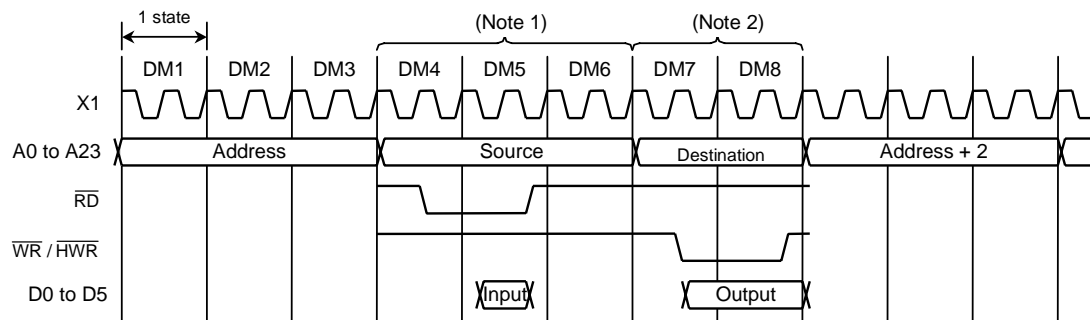 1 state (Note 1) (Note 2)
DM1 DM2 DM3 DM4 DM5 DM6 DM7 DM8
X1
A0 to A23 Address Source Destination Address + 2
RD
WR / HWR
D0 to D5 Input Output